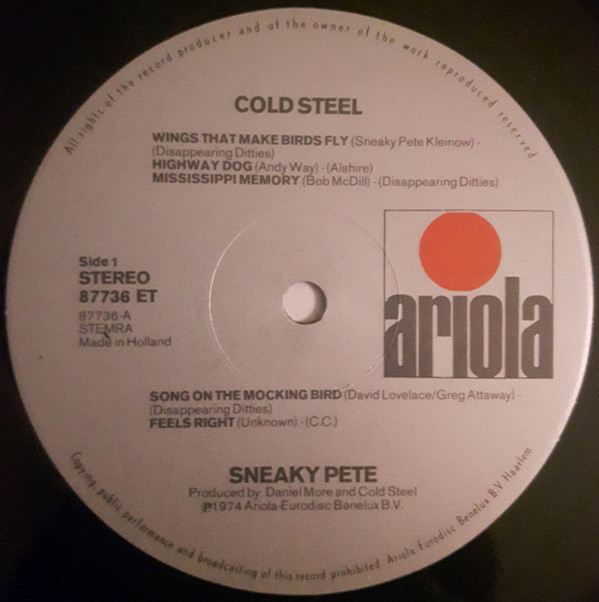 All rights of the record producer and of the owner of the work reproduced reserved
COLD STEEL
WINGS THAT MAKE BIRDS FLY (Sneaky Pete Kleinow) -
(Disappearing Ditties)
HIGHWAY DOG (Andy Way) - (Alshire)
MISSISSIPPI MEMORY (Bob McDill) - (Disappearing Ditties)
Side 1
STEREO
87736 ET
87736-A
STEMRA
Made in Holland
ariola
SONG ON THE MOCKING BIRD (David Lovelace/Greg Attaway) -
(Disappearing Ditties)
FEELS RIGHT (Unknown) - (C.C.)
SNEAKY PETE
Produced by: Daniel More and Cold Steel
℗1974 Ariola-Eurodisc Benelux B.V.
Copying, public performance and broadcasting of this record prohibited. Ariola Eurodisc Benelux B.V. Haarlem